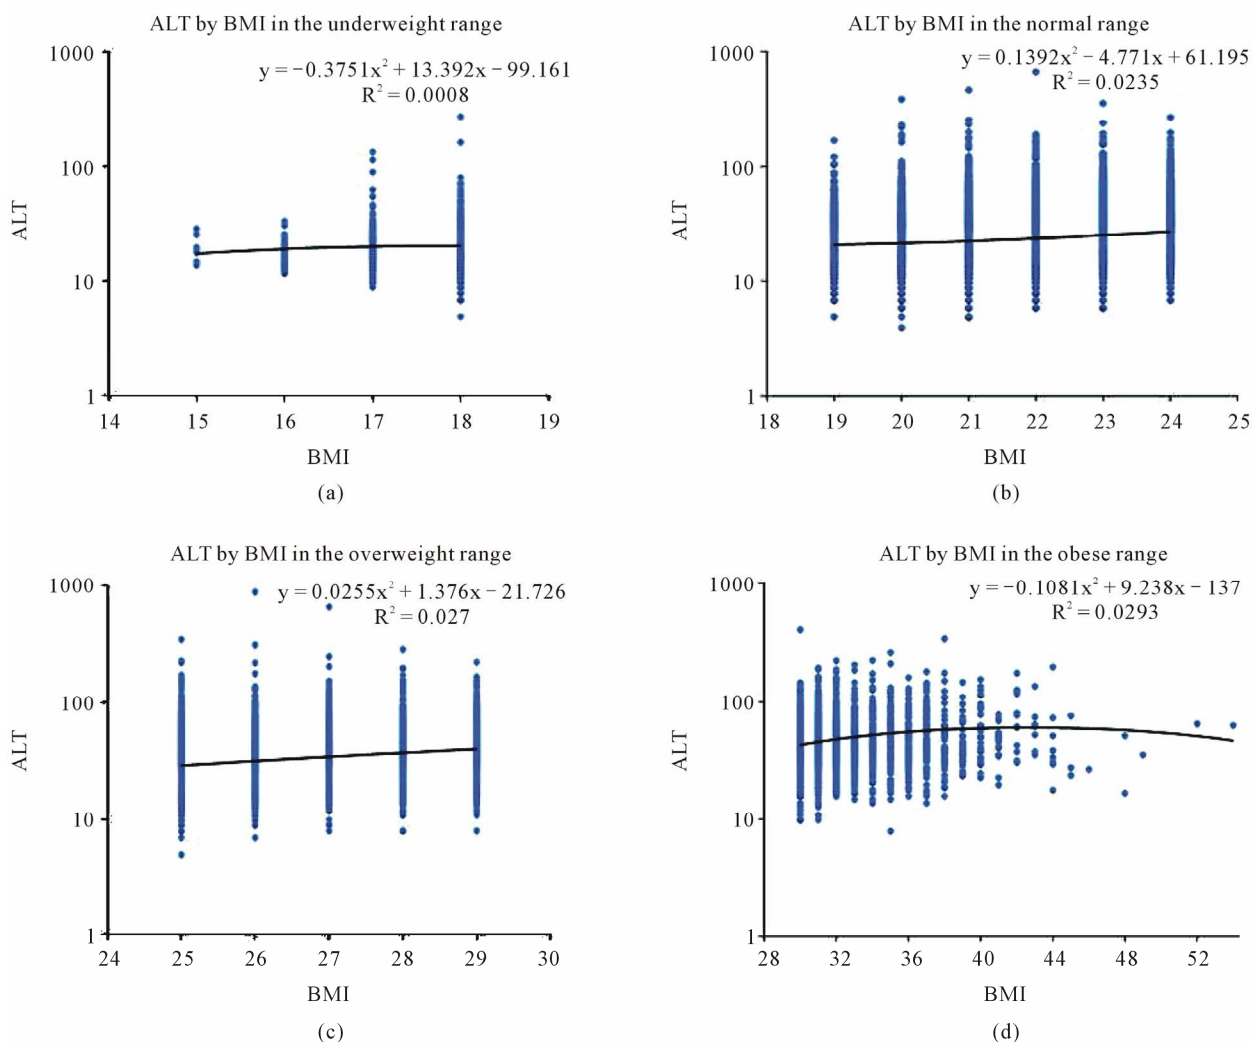 ALT by BMI in the underweight range
1000
y = −0.3751x² + 13.392x − 99.161
R² = 0.0008
100
ALT
10
1
14 15 16 17 18 19
BMI
(a)
ALT by BMI in the normal range
1000
y = 0.1392x² − 4.771x + 61.195
R² = 0.0235
100
ALT
10
1
18 19 20 21 22 23 24 25
BMI
(b)
ALT by BMI in the overweight range
1000
y = 0.0255x² + 1.376x − 21.726
R² = 0.027
100
ALT
10
1
24 25 26 27 28 29 30
BMI
(c)
ALT by BMI in the obese range
1000
y = −0.1081x² + 9.238x − 137
R² = 0.0293
100
ALT
10
1
28 32 36 40 44 48 52
BMI
(d)